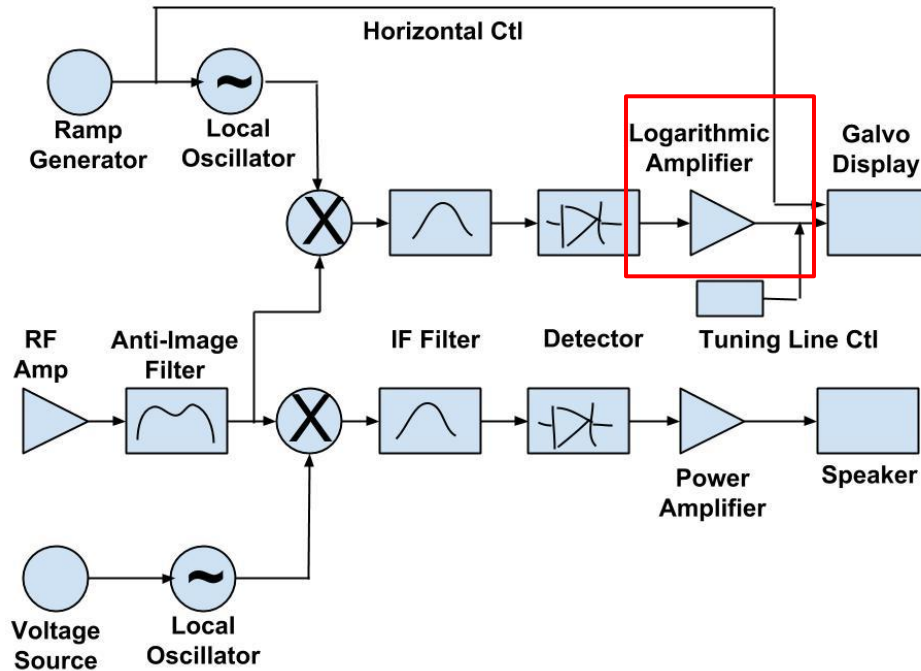 Horizontal Ctl
Ramp
Generator
Local
Oscillator
Logarithmic
Amplifier
Galvo
Display
X
RF
Amp
Anti-Image
Filter
IF Filter
Detector
Tuning Line Ctl
X
Power
Amplifier
Speaker
Voltage
Source
Local
Oscillator